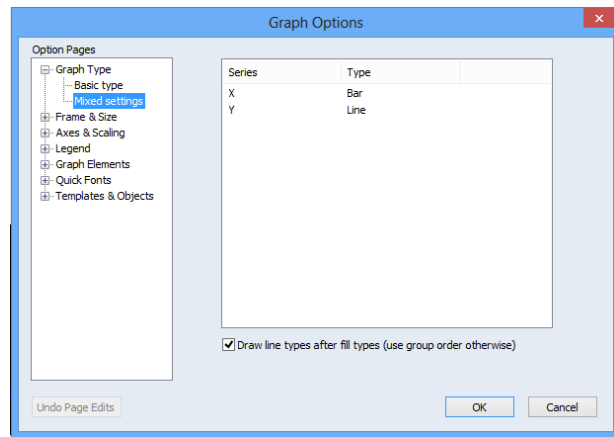 Graph Options
Option Pages
Graph Type
Basic type
Mixed settings
Frame & Size
Axes & Scaling
Legend
Graph Elements
Quick Fonts
Templates & Objects
Series Type
X Bar
Y Line
Draw line types after fill types (use group order otherwise)
Undo Page Edits OK Cancel